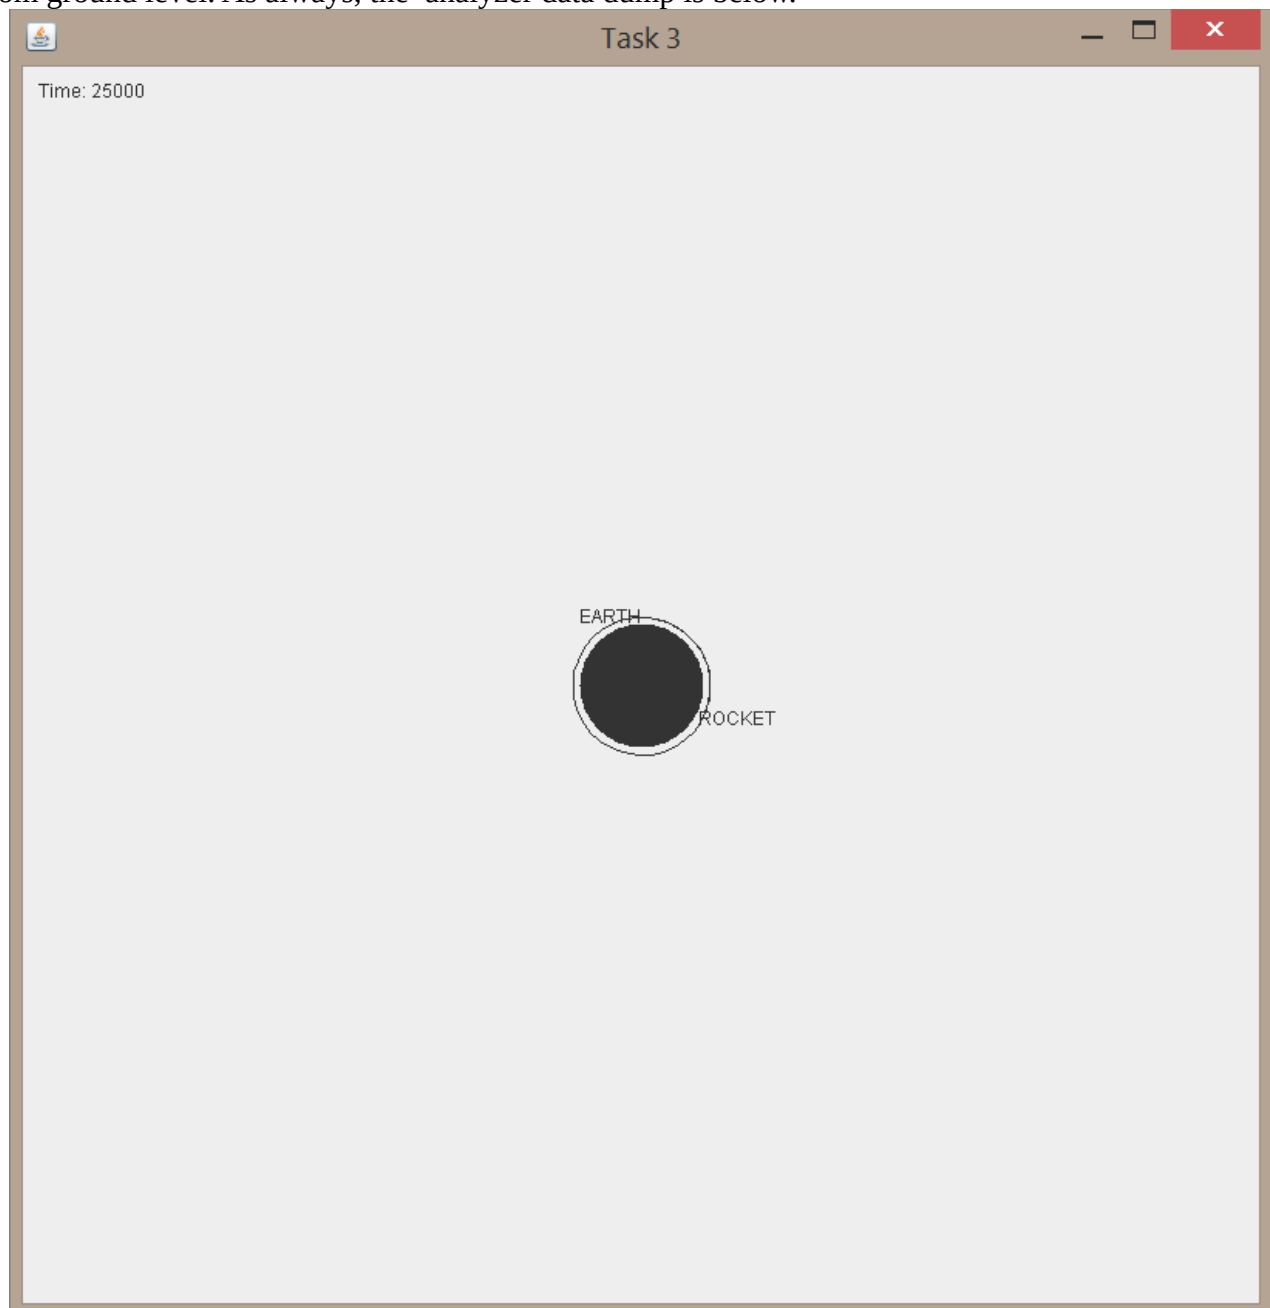 om ground level. As always, the analyzer data dump is below.
Task 3
Time: 25000
EARTH
ROCKET